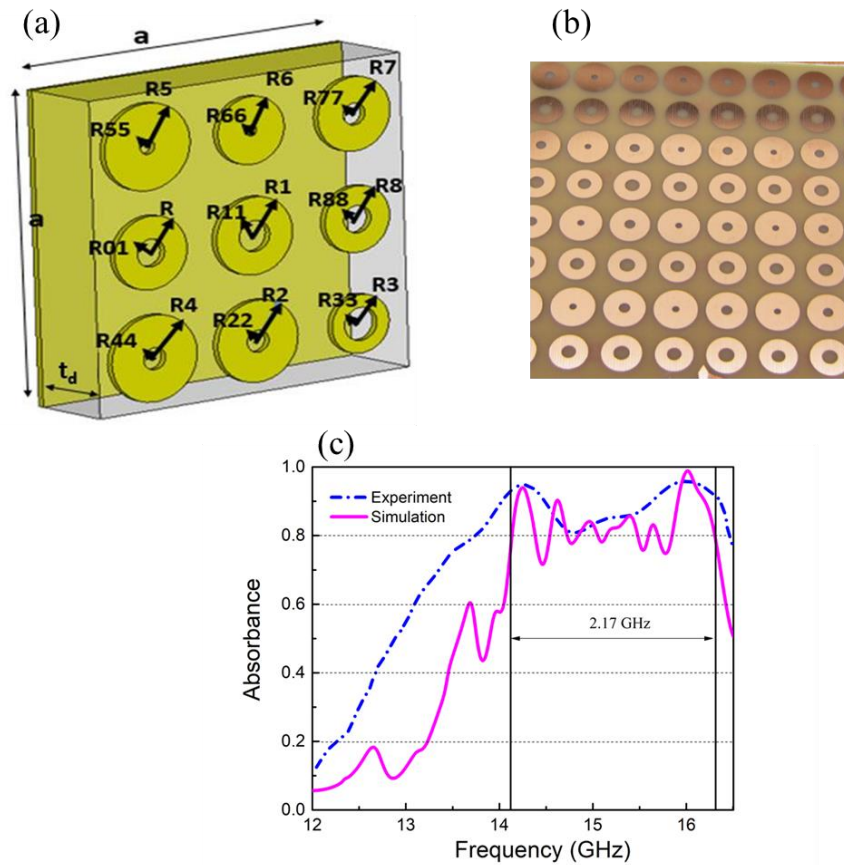 (a)
(b)
a
a
R5
R6
R7
R55
R66
R77
R
R1
R8
R01
R11
R88
R4
R2
R3
R44
R22
R33
t_d
(c)
Experiment
Simulation
2.17 GHz
Absorbance
1.0
0.8
0.6
0.4
0.2
0.0
12 13 14 15 16
Frequency (GHz)